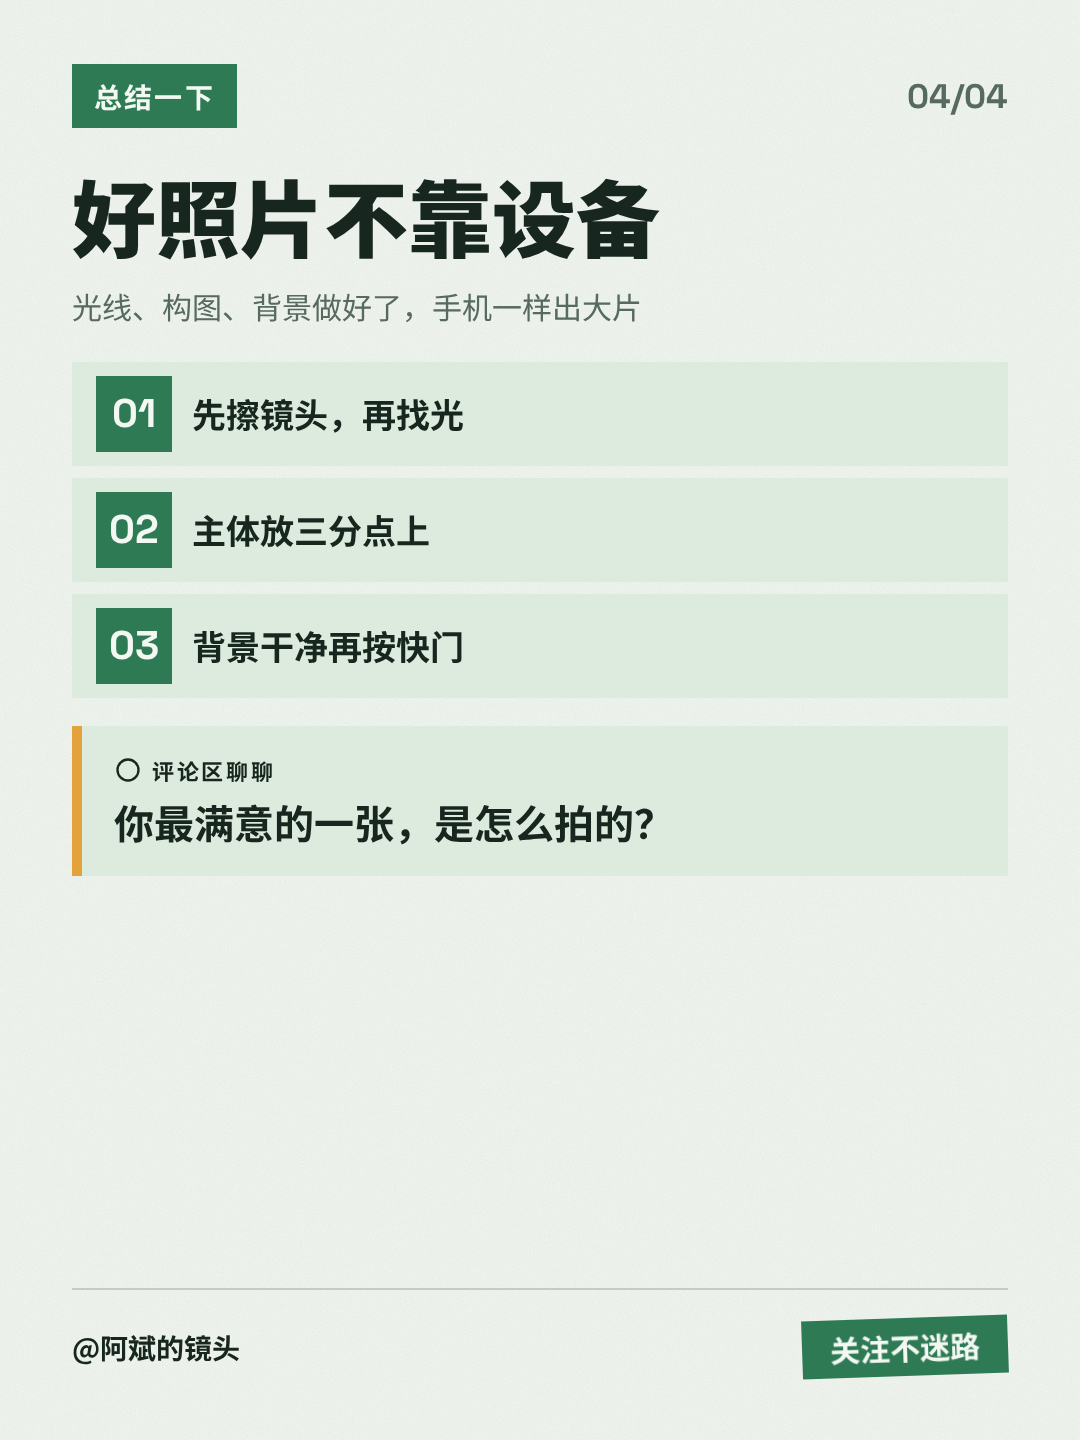 总结一下
04/04
好照片不靠设备
光线、构图、背景做好了，手机一样出大片
01 先擦镜头，再找光
02 主体放三分点上
03 背景干净再按快门
评论区聊聊
你最满意的一张，是怎么拍的？
@阿斌的镜头
关注不迷路